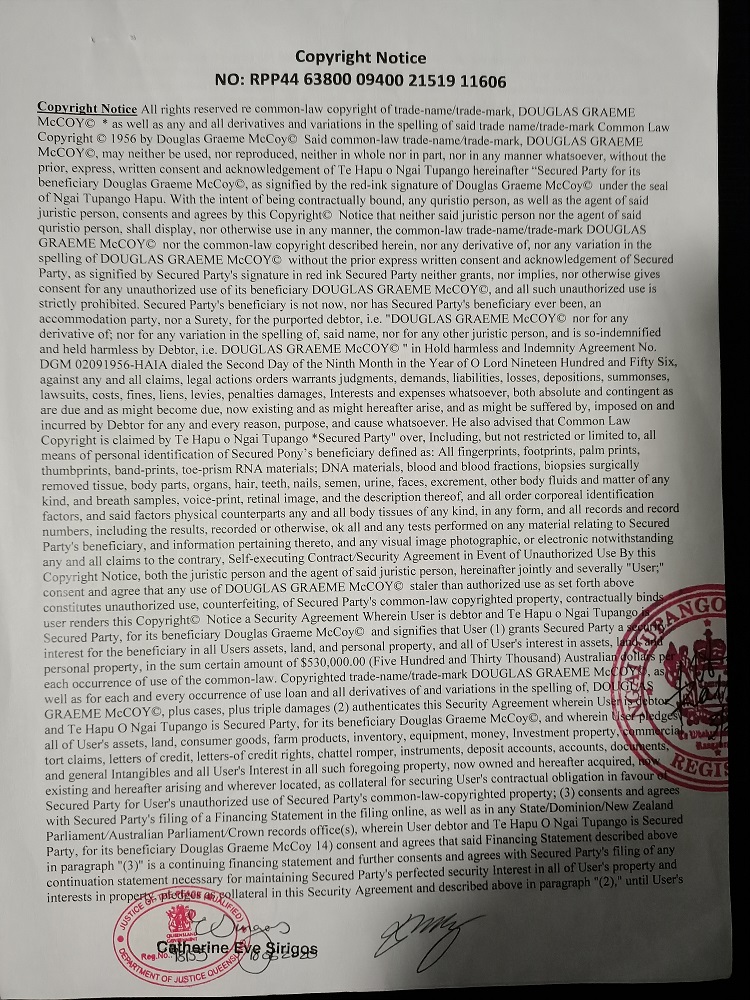 Copyright Notice
NO: RPP44 63800 09400 21519 11606
Copyright Notice All rights reserved re common-law copyright of trade-name/trade-mark, DOUGLAS GRAEME
McCOY© * as well as any and all derivatives and variations in the spelling of said trade name/trade-mark Common Law
Copyright © 1956 by Douglas Graeme McCoy© Said common-law trade-name/trade-mark, DOUGLAS GRAEME
McCOY©, may neither be used, nor reproduced, neither in whole nor in part, nor in any manner whatsoever, without the
prior, express, written consent and acknowledgement of Te Hapu o Ngai Tupango hereinafter “Secured Party for its
beneficiary Douglas Graeme McCoy©, as signified by the red-ink signature of Douglas Graeme McCoy© under the seal
of Ngai Tupango Hapu. With the intent of being contractually bound, any quristio person, as well as the agent of said
juristic person, consents and agrees by this Copyright© Notice that neither said juristic person nor the agent of said
quristio person, shall display, nor otherwise use in any manner, the common-law trade-name/trade-mark DOUGLAS
GRAEME McCOY© nor the common-law copyright described herein, nor any derivative of, nor any variation in the
spelling of DOUGLAS GRAEME McCOY© without the prior express written consent and acknowledgement of Secured
Party, as signified by Secured Party's signature in red ink Secured Party neither grants, nor implies, nor otherwise gives
consent for any unauthorized use of its beneficiary DOUGLAS GRAEME McCOY©, and all such unauthorized use is
strictly prohibited. Secured Party's beneficiary is not now, nor has Secured Party's beneficiary ever been, an
accommodation party, nor a Surety, for the purported debtor, i.e. "DOUGLAS GRAEME McCOY© nor for any
derivative of; nor for any variation in the spelling of, said name, nor for any other juristic person, and is so-indemnified
and held harmless by Debtor, i.e. DOUGLAS GRAEME McCOY© " in Hold harmless and Indemnity Agreement No.
DGM 02091956-HAIA dialed the Second Day of the Ninth Month in the Year of O Lord Nineteen Hundred and Fifty Six,
against any and all claims, legal actions orders warrants judgments, demands, liabilities, losses, depositions, summonses,
lawsuits, costs, fines, liens, levies, penalties damages, Interests and expenses whatsoever, both absolute and contingent as
are due and as might become due, now existing and as might hereafter arise, and as might be suffered by, imposed on and
incurred by Debtor for any and every reason, purpose, and cause whatsoever. He also advised that Common Law
Copyright is claimed by Te Hapu o Ngai Tupango *Secured Party" over, Including, but not restricted or limited to, all
means of personal identification of Secured Pony's beneficiary defined as: All fingerprints, footprints, palm prints,
thumbprints, band-prints, toe-prism RNA materials; DNA materials, blood and blood fractions, biopsies surgically
removed tissue, body parts, organs, hair, teeth, nails, semen, urine, faces, excrement, other body fluids and matter of any
kind, and breath samples, voice-print, retinal image, and the description thereof, and all order corporeal identification
factors, and said factors physical counterparts any and all body tissues of any kind, in any form, and all records and record
numbers, including the results, recorded or otherwise, ok all and any tests performed on any material relating to Secured
Party's beneficiary, and information pertaining thereto, and any visual image photographic, or electronic notwithstanding
any and all claims to the contrary, Self-executing Contract/Security Agreement in Event of Unauthorized Use By this
Copyright Notice, both the juristic person and the agent of said juristic person, hereinafter jointly and severally "User;"
consent and agree that any use of DOUGLAS GRAEME McCOY© staler than authorized use as set forth above
constitutes unauthorized use, counterfeiting, of Secured Party's common-law copyrighted property, contractually binds
user renders this Copyright© Notice a Security Agreement Wherein User is debtor and Te Hapu o Ngai Tupango is
Secured Party, for its beneficiary Douglas Graeme McCoy© and signifies that User (1) grants Secured Party a security
interest for the beneficiary in all Users assets, land, and personal property, and all of User's interest in assets, land and
personal property, in the sum certain amount of $530,000.00 (Five Hundred and Thirty Thousand) Australian dollars per
each occurrence of use of the common-law. Copyrighted trade-name/trade-mark DOUGLAS GRAEME McCOY©, as
well as for each and every occurrence of use loan and all derivatives of and variations in the spelling of, DOUGLAS
GRAEME McCOY©, plus cases, plus triple damages (2) authenticates this Security Agreement wherein User is debtor
and Te Hapu O Ngai Tupango is Secured Party, for its beneficiary Douglas Graeme McCoy©, and wherein User pledges
all of User's assets, land, consumer goods, farm products, inventory, equipment, money, Investment property, commercial
tort claims, letters of credit, letters-of credit rights, chattel romper, instruments, deposit accounts, accounts, documents,
and general Intangibles and all User's Interest in all such foregoing property, now owned and hereafter acquired, now
existing and hereafter arising and wherever located, as collateral for securing User's contractual obligation in favour of
Secured Party for User's unauthorized use of Secured Party's common-law-copyrighted property; (3) consents and agrees
with Secured Party's filing of a Financing Statement in the filing online, as well as in any State/Dominion/New Zealand
Parliament/Australian Parliament/Crown records office(s), wherein User debtor and Te Hapu O Ngai Tupango is Secured
Party, for its beneficiary Douglas Graeme McCoy 14) consent and agrees that said Financing Statement described above
in paragraph "(3)" is a continuing financing statement and further consents and agrees with Secured Party's filing of any
continuation statement necessary for maintaining Secured Party's perfected security Interest in all of User's property and
interests in property pledges as collateral in this Security Agreement and described above in paragraph "(2)," until User's
TUPANGO
REGIS
JUSTICE OF THE PEACE (QUALIFIED)
QUEENSLAND
Reg.No.
DEPARTMENT OF JUSTICE QUEENSL
Catherine Eve Sirigos